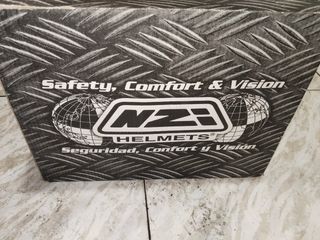 Safety, Comfort & Vision
NZI
HELMETS
Seguridad, Confort y Visión